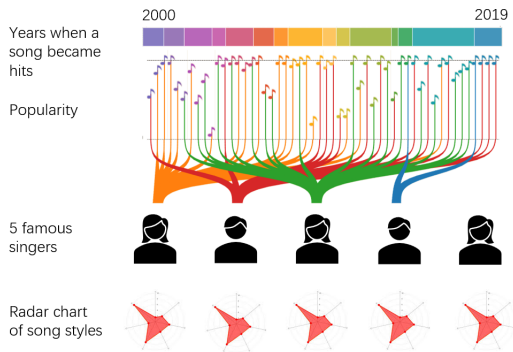 2000
2019
Years when a
song became
hits
Popularity
5 famous
singers
Radar chart
of song styles